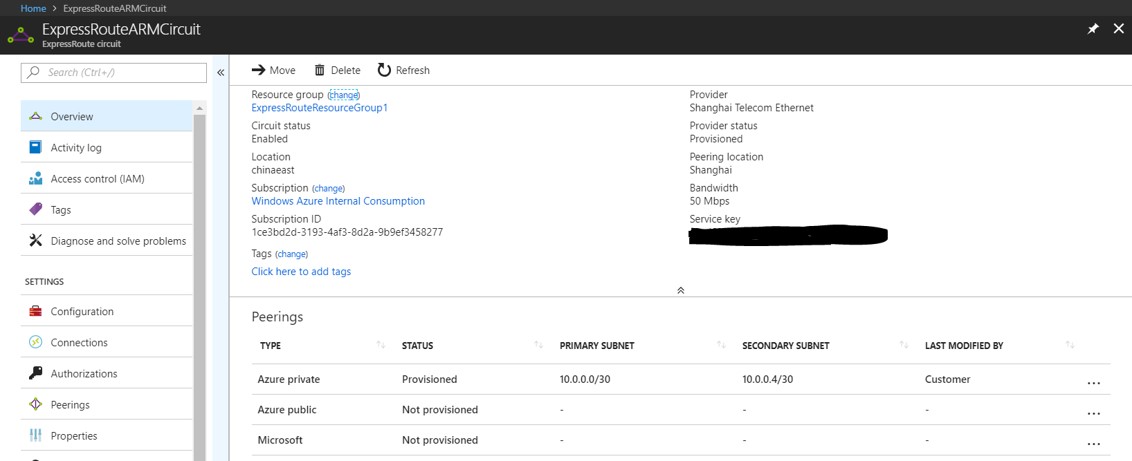 Home > ExpressRouteARMCircuit
ExpressRouteARMCircuit
ExpressRoute circuit
Search (Ctrl+/)
«
Overview
Activity log
Access control (IAM)
Tags
Diagnose and solve problems
SETTINGS
Configuration
Connections
Authorizations
Peerings
Properties
Move Delete Refresh
Resource group (change)
ExpressRouteResourceGroup1
Circuit status
Enabled
Location
chinaeast
Subscription (change)
Windows Azure Internal Consumption
Subscription ID
1ce3bd2d-3193-4af3-8d2a-9b9ef3458277
Tags (change)
Click here to add tags
Provider
Shanghai Telecom Ethernet
Provider status
Provisioned
Peering location
Shanghai
Bandwidth
50 Mbps
Service key
Peerings
TYPE STATUS PRIMARY SUBNET SECONDARY SUBNET LAST MODIFIED BY
Azure private Provisioned 10.0.0.0/30 10.0.0.4/30 Customer ...
Azure public Not provisioned - - - ...
Microsoft Not provisioned - - - ...